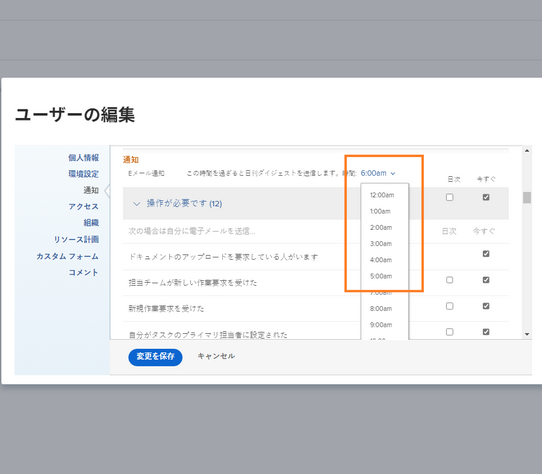 ユーザーの編集
個人情報
環境設定
通知
アクセス
組織
リソース計画
カスタム フォーム
コメント
通知
Eメール通知 この時間を過ぎると日刊ダイジェストを送信します。時間: 6:00am
日次 今すぐ
操作が必要です (12)
次の場合は自分に電子メールを送信... 日次 今すぐ
ドキュメントのアップロードを要求している人がいます
担当チームが新しい作業要求を受けた
新規作業要求を受けた
自分がタスクのプライマリ担当者に設定された
12:00am
1:00am
2:00am
3:00am
4:00am
5:00am
7:00am
8:00am
9:00am
変更を保存 キャンセル